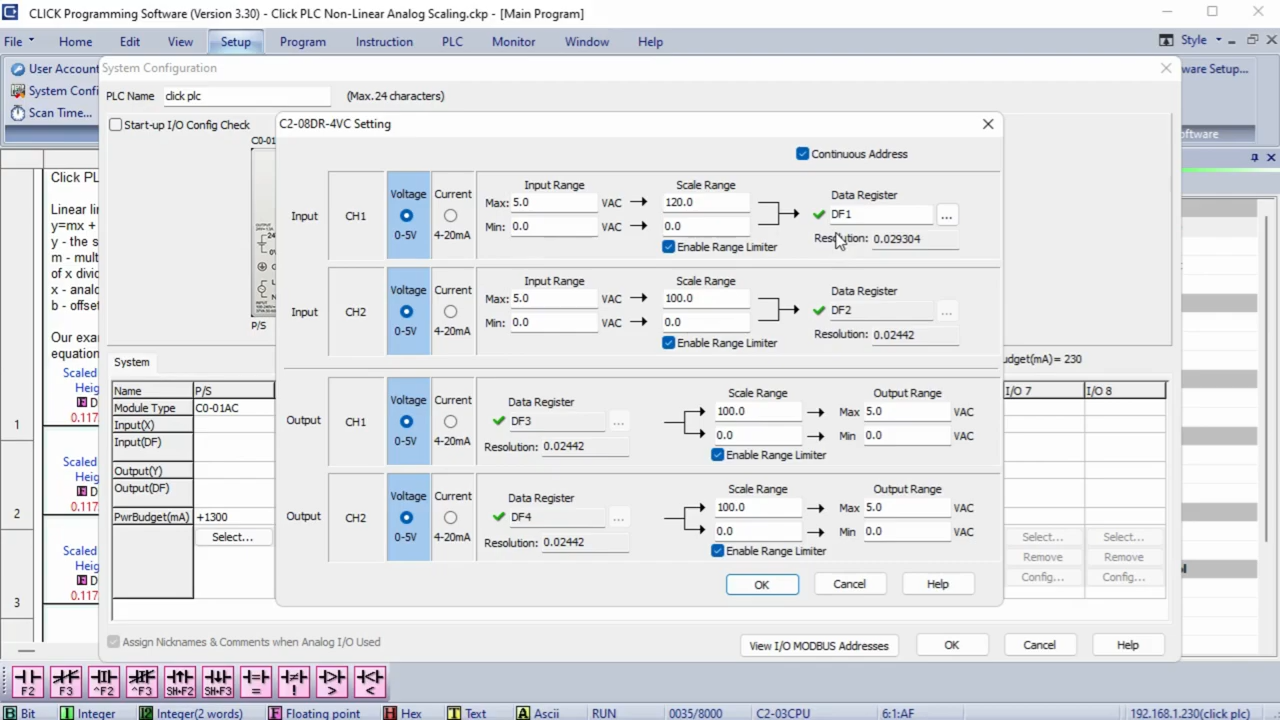 CLICK Programming Software (Version 3.30) - Click PLC Non-Linear Analog Scaling.ckp - [Main Program]
File Home Edit View Setup Program Instruction PLC Monitor Window Help Style
User Accoun
System Confi
Scan Time...
ware Setup...
oftware
System Configuration
PLC Name click plc (Max.24 characters)
Start-up I/O Config Check
C0-01
C2-08DR-4VC Setting
Continuous Address
Input CH1 Voltage 0-5V Current 4-20mA
Input Range Scale Range Data Register
Max: 5.0 VAC 120.0 DF1 ...
Min: 0.0 VAC 0.0
Enable Range Limiter
Resolution: 0.029304
Input CH2 Voltage 0-5V Current 4-20mA
Input Range Scale Range Data Register
Max: 5.0 VAC 100.0 DF2 ...
Min: 0.0 VAC 0.0
Enable Range Limiter
Resolution: 0.02442
Output CH1 Voltage 0-5V Current 4-20mA
Data Register Scale Range Output Range
DF3 ... 100.0 Max 5.0 VAC
0.0 Min 0.0 VAC
Resolution: 0.02442
Enable Range Limiter
Output CH2 Voltage 0-5V Current 4-20mA
Data Register Scale Range Output Range
DF4 ... 100.0 Max 5.0 VAC
0.0 Min 0.0 VAC
Resolution: 0.02442
Enable Range Limiter
OK Cancel Help
Click PL
Linear lin
y=mx +
y - the s
m - mult
of x divid
x - analo
b - offset
Our exa
equation
Scaled
Heig
D
0.117
1
Scaled
Heig
D
0.117
2
Scaled
Heig
D
0.117
3
P/S
System
udget(mA)= 230
Name P/S I/O 7 I/O 8
Module Type C0-01AC
Input(X)
Input(DF)
Output(Y)
Output(DF)
PwrBudget(mA) +1300
Select... Select... Select...
Remove Remove
Config... Config...
Assign Nicknames & Comments when Analog I/O Used
View I/O MODBUS Addresses OK Cancel Help
F2 F3 ^F2 ^F3 SH+F2 SH+F3 = ! > <
Bit Integer Integer(2 words) Floating point Hex Text Ascii RUN 0035/8000 C2-03CPU 6:1:AF 192.168.1.230(click plc)